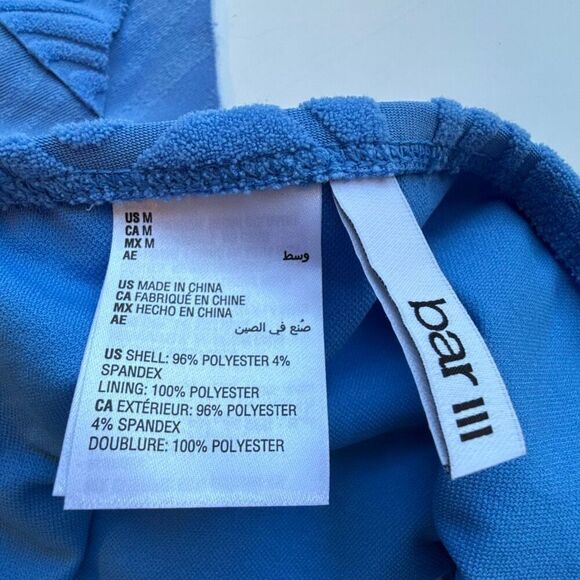 US M
CA M
MX M
AE وسط
US MADE IN CHINA
CA FABRIQUÉ EN CHINE
MX HECHO EN CHINA
AE صُنع في الصين
US SHELL: 96% POLYESTER 4%
SPANDEX
LINING: 100% POLYESTER
CA EXTÉRIEUR: 96% POLYESTER
4% SPANDEX
DOUBLURE: 100% POLYESTER
bar III